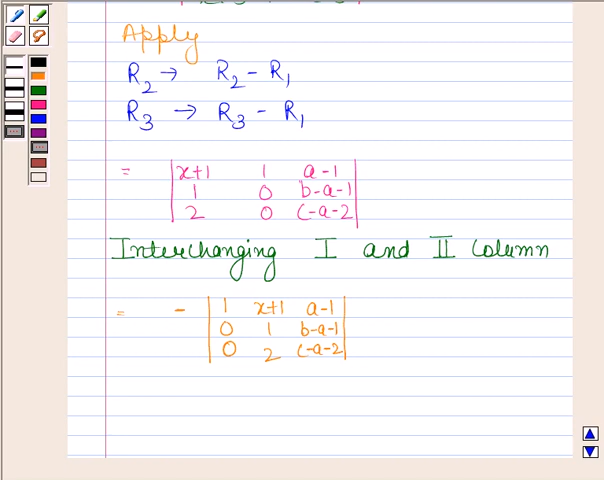 Apply
R₂ → R₂ - R₁
R₃ → R₃ - R₁
= | x+1 1 a-1 |
| 1 0 b-a-1 |
| 2 0 c-a-2 |
Interchanging I and II Column
= - | 1 x+1 a-1 |
| 0 1 b-a-1 |
| 0 2 c-a-2 |